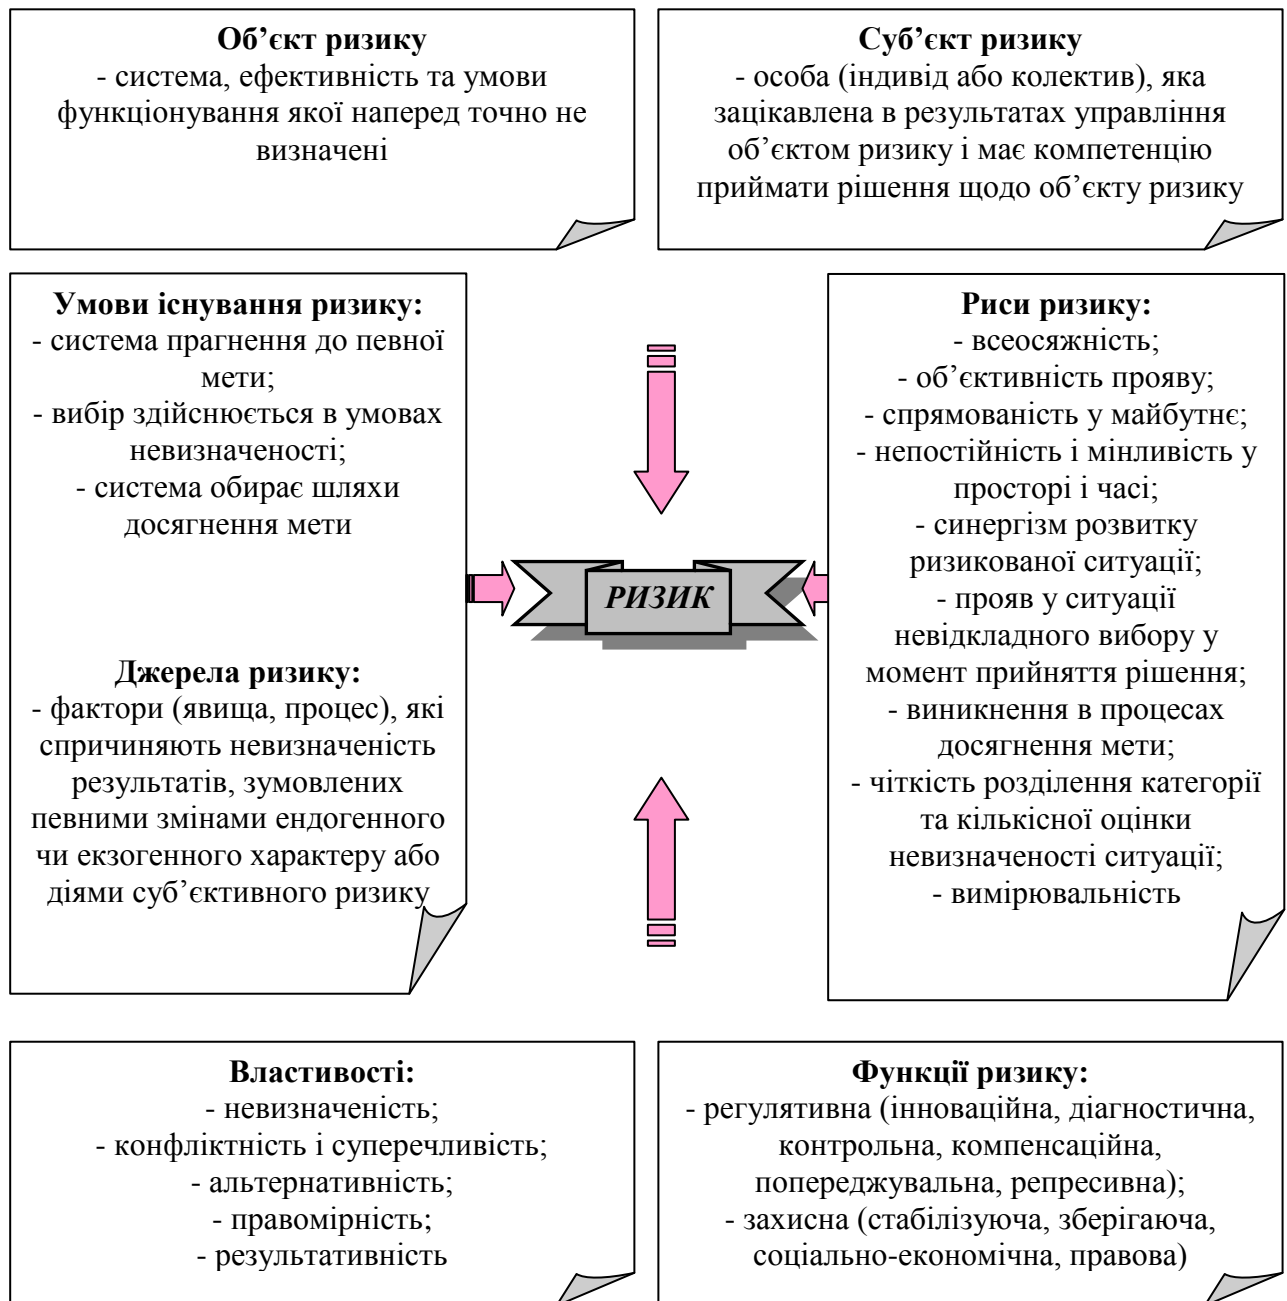 Об’єкт ризику
- система, ефективність та умови
функціонування якої наперед точно не
визначені
Суб’єкт ризику
- особа (індивід або колектив), яка
зацікавлена в результатах управління
об’єктом ризику і має компетенцію
приймати рішення щодо об’єкту ризику
Умови існування ризику:
- система прагнення до певної
мети;
- вибір здійснюється в умовах
невизначеності;
- система обирає шляхи
досягнення мети
Джерела ризику:
- фактори (явища, процес), які
спричиняють невизначеність
результатів, зумовлених
певними змінами ендогенного
чи екзогенного характеру або
діями суб’єктивного ризику
РИЗИК
Риси ризику:
- всеосяжність;
- об’єктивність прояву;
- спрямованість у майбутнє;
- непостійність і мінливість у
просторі і часі;
- синергізм розвитку
ризикованої ситуації;
- прояв у ситуації
невідкладного вибору у
момент прийняття рішення;
- виникнення в процесах
досягнення мети;
- чіткість розділення категорії
та кількісної оцінки
невизначеності ситуації;
- вимірювальність
Властивості:
- невизначеність;
- конфліктність і суперечливість;
- альтернативність;
- правомірність;
- результативність
Функції ризику:
- регулятивна (інноваційна, діагностична,
контрольна, компенсаційна,
попереджувальна, репресивна);
- захисна (стабілізуюча, зберігаюча,
соціально-економічна, правова)